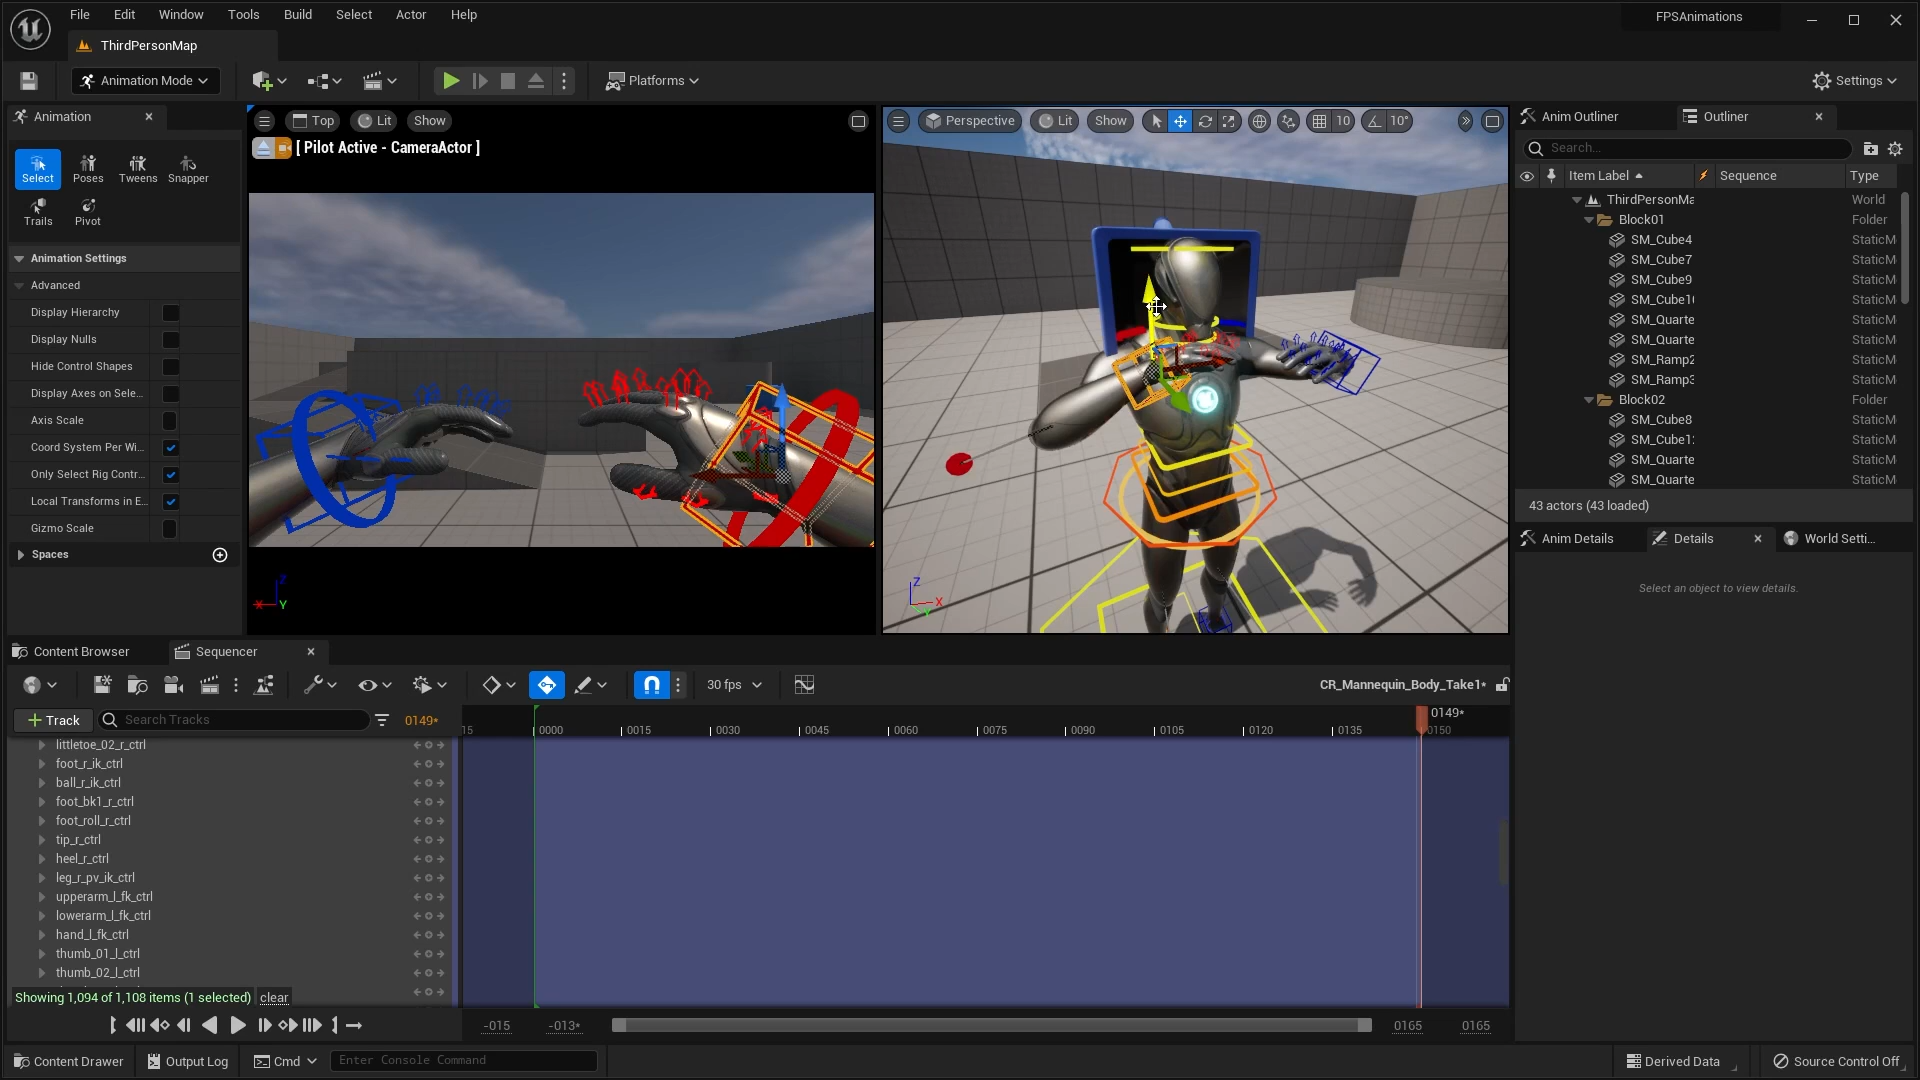 File Edit Window Tools Build Select Actor Help
FPSAnimations
ThirdPersonMap
Animation Mode
Platforms
Settings
Animation
Select Poses Tweens Snapper
Trails Pivot
Animation Settings
Advanced
Display Hierarchy
Display Nulls
Hide Control Shapes
Display Axes on Sele...
Axis Scale
Coord System Per Wi...
Only Select Rig Contr...
Local Transforms in E...
Gizmo Scale
Spaces
Top Lit Show
[ Pilot Active - CameraActor ]
X Z Y
Perspective Lit Show 10 10°
Z X
Anim Outliner Outliner
Search...
Item Label Sequence Type
ThirdPersonMa World
Block01 Folder
SM_Cube4 StaticM
SM_Cube7 StaticM
SM_Cube9 StaticM
SM_Cube1 StaticM
SM_Quarte StaticM
SM_Quarte StaticM
SM_Ramp2 StaticM
SM_Ramp3 StaticM
Block02 Folder
SM_Cube8 StaticM
SM_Cube1 StaticM
SM_Quarte StaticM
SM_Quarte StaticM
43 actors (43 loaded)
Anim Details Details World Setti...
Select an object to view details.
Content Browser Sequencer
30 fps
CR_Mannequin_Body_Take1*
Track
Search Tracks
0149*
0149*
15 0000 0015 0030 0045 0060 0075 0090 0105 0120 0135 0150
littletoe_02_r_ctrl
foot_r_ik_ctrl
ball_r_ik_ctrl
foot_bk1_r_ctrl
foot_roll_r_ctrl
tip_r_ctrl
heel_r_ctrl
leg_r_pv_ik_ctrl
upperarm_l_fk_ctrl
lowerarm_l_fk_ctrl
hand_l_fk_ctrl
thumb_01_l_ctrl
thumb_02_l_ctrl
Showing 1,094 of 1,108 items (1 selected) clear
-015 -013* 0165 0165
Content Drawer Output Log Cmd Enter Console Command
Derived Data Source Control Off